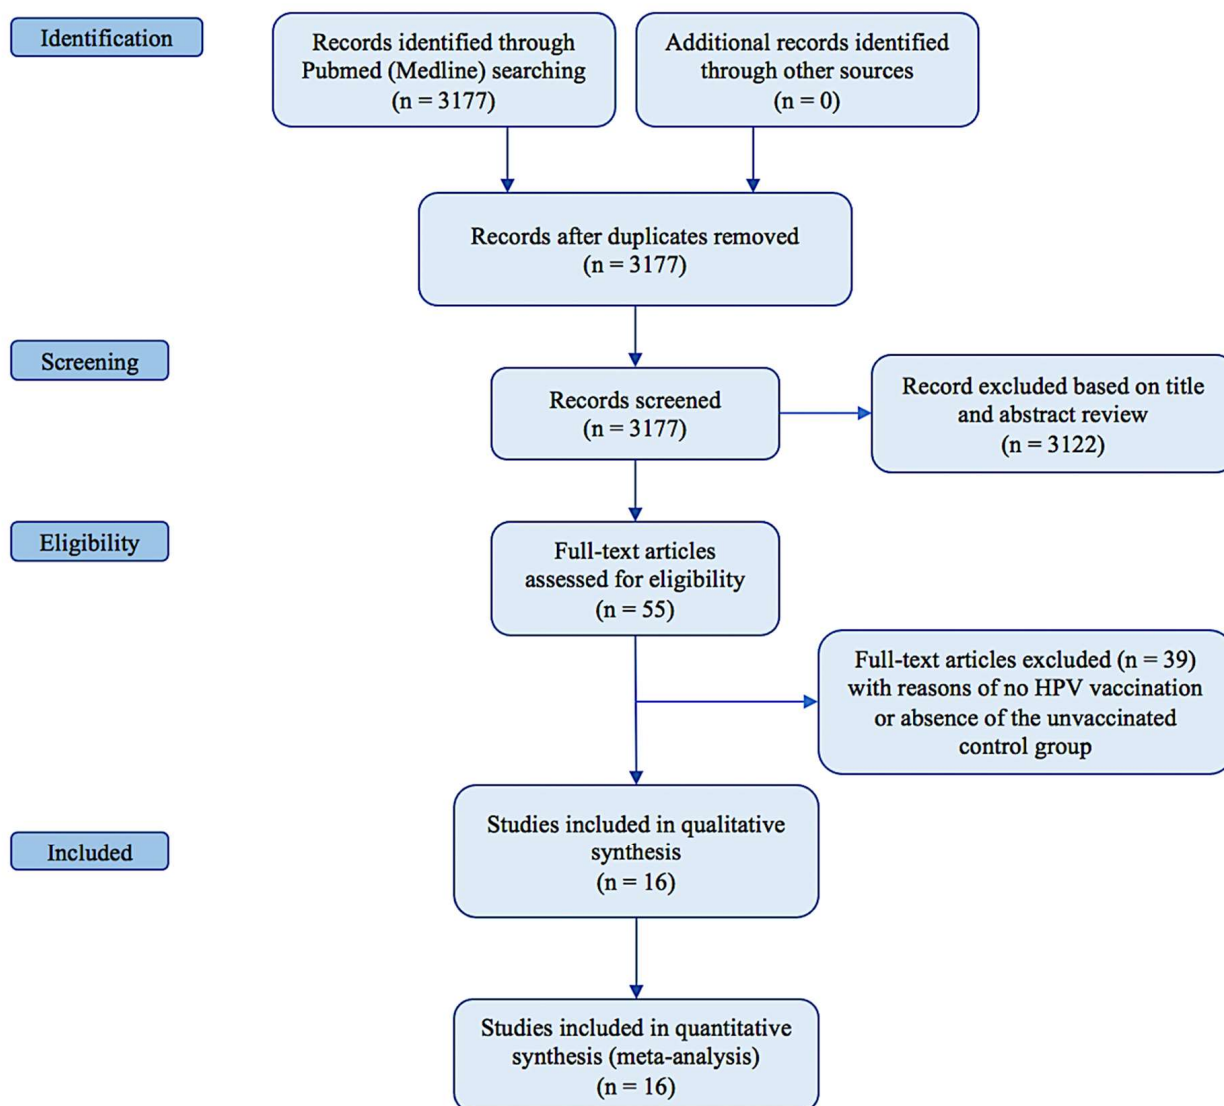 Identification
Records identified through
Pubmed (Medline) searching
(n = 3177)
Additional records identified
through other sources
(n = 0)
Records after duplicates removed
(n = 3177)
Screening
Records screened
(n = 3177)
Record excluded based on title
and abstract review
(n = 3122)
Eligibility
Full-text articles
assessed for eligibility
(n = 55)
Full-text articles excluded (n = 39)
with reasons of no HPV vaccination
or absence of the unvaccinated
control group
Included
Studies included in qualitative
synthesis
(n = 16)
Studies included in quantitative
synthesis (meta-analysis)
(n = 16)